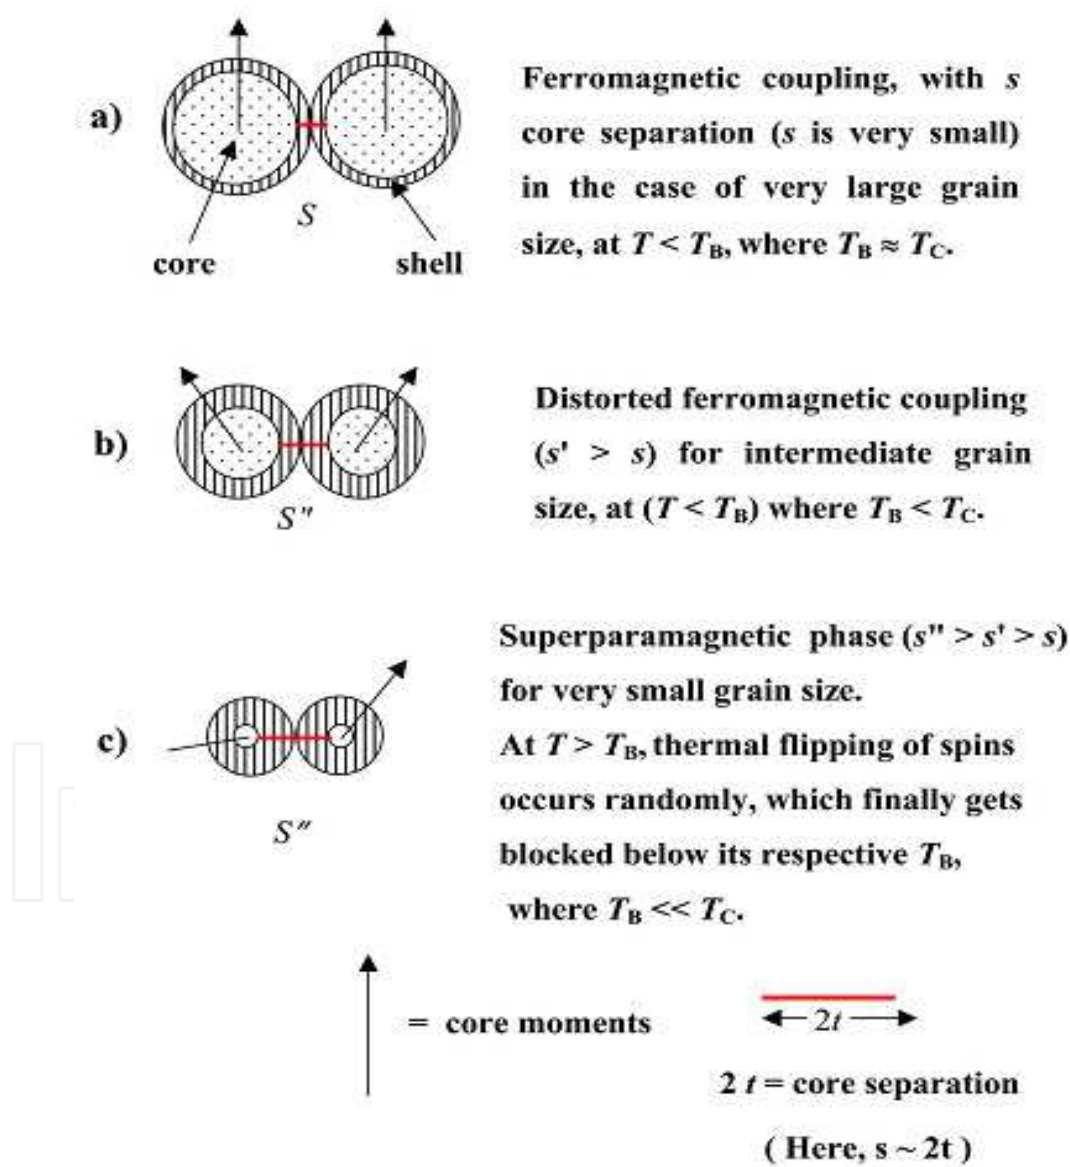 a)
Ferromagnetic coupling, with s
core separation (s is very small)
in the case of very large grain
size, at T < TB, where TB ≈ TC.
S
core
shell
b)
Distorted ferromagnetic coupling
(s' > s) for intermediate grain
size, at (T < TB) where TB < TC.
S"
c)
Superparamagnetic phase (s" > s' > s)
for very small grain size.
At T > TB, thermal flipping of spins
occurs randomly, which finally gets
blocked below its respective TB,
where TB << TC.
S"
= core moments
2t
2 t = core separation
( Here, s ~ 2t )